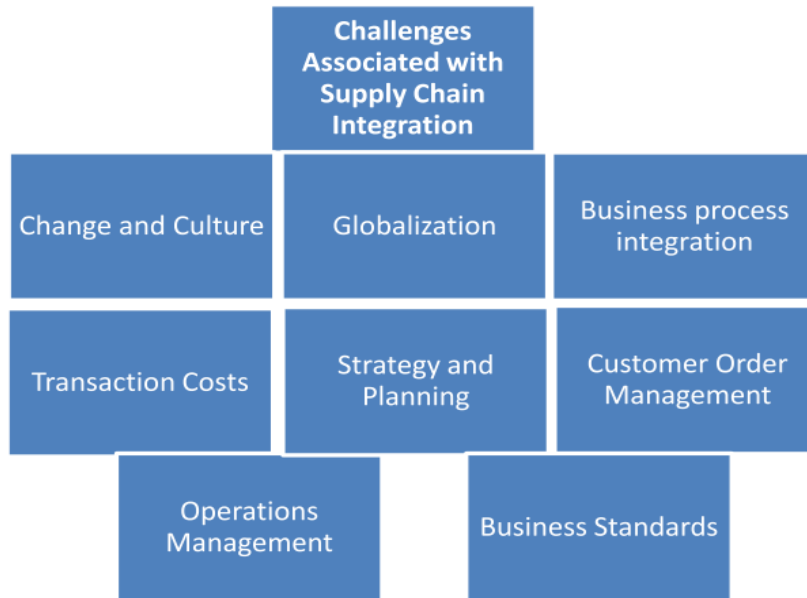 Challenges
Associated with
Supply Chain
Integration
Change and Culture
Globalization
Business process
integration
Transaction Costs
Strategy and
Planning
Customer Order
Management
Operations
Management
Business Standards